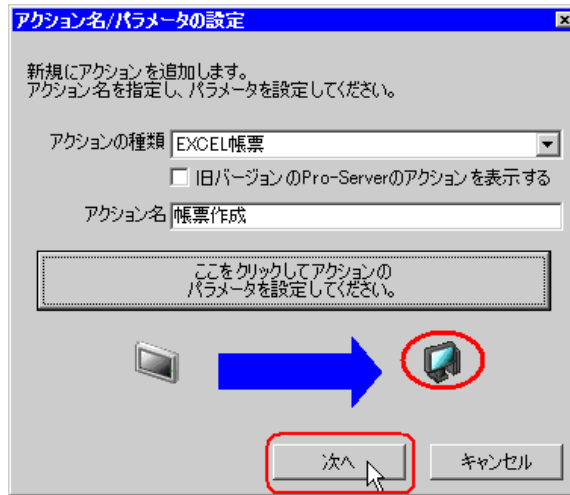 アクション名/パラメータの設定
新規にアクションを追加します。
アクション名を指定し、パラメータを設定してください。
アクションの種類 EXCEL帳票
旧バージョンのPro-Serverのアクションを表示する
アクション名 帳票作成
ここをクリックしてアクションの
パラメータを設定してください。
次へ キャンセル